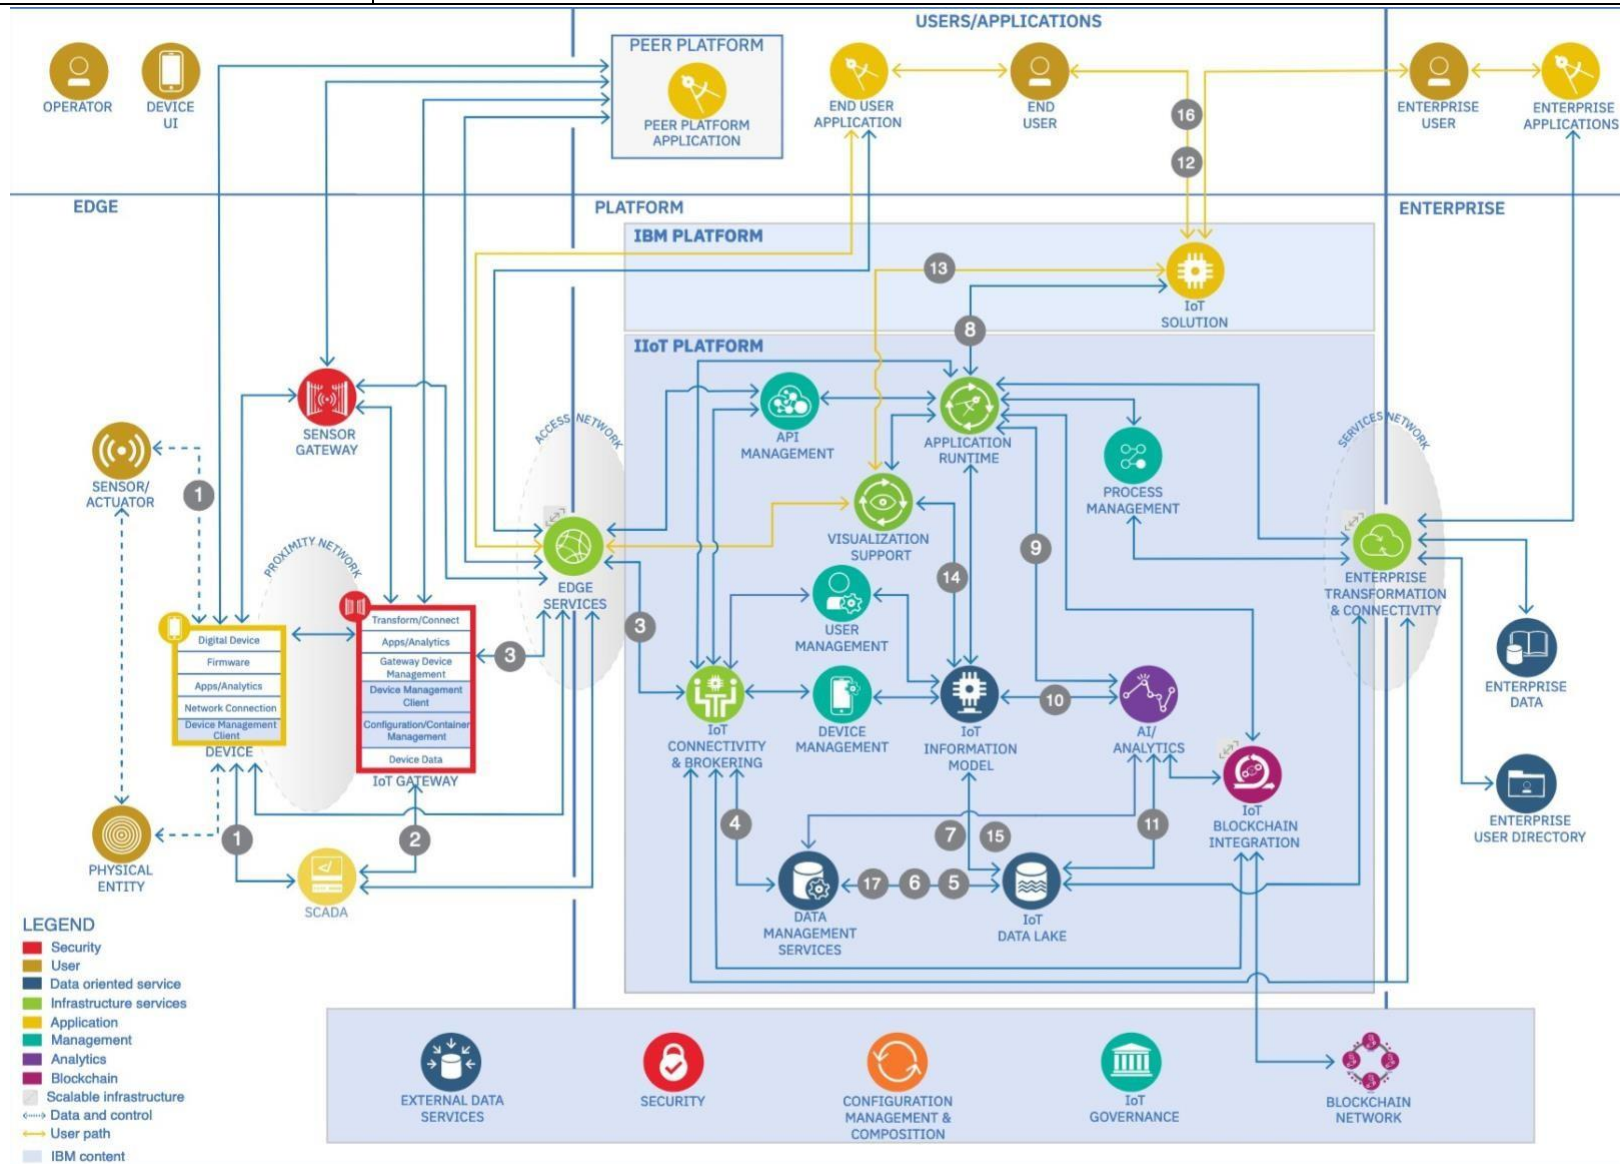 USERS/APPLICATIONS
OPERATOR
DEVICE
UI
PEER PLATFORM
PEER PLATFORM
APPLICATION
END USER
APPLICATION
END
USER
16
12
ENTERPRISE
USER
ENTERPRISE
APPLICATIONS
EDGE
PLATFORM
ENTERPRISE
IBM PLATFORM
13
IoT
SOLUTION
8
IIoT PLATFORM
SENSOR
GATEWAY
ACCESS NETWORK
API
MANAGEMENT
APPLICATION
RUNTIME
SERVICES NETWORK
SENSOR/
ACTUATOR
1
PROCESS
MANAGEMENT
PROXIMITY NETWORK
VISUALIZATION
SUPPORT
9
14
EDGE
SERVICES
ENTERPRISE
TRANSFORMATION
& CONNECTIVITY
USER
MANAGEMENT
3
3
Digital Device
Firmware
Apps/Analytics
Network Connection
Device Management
Client
DEVICE
Transform/Connect
Apps/Analytics
Gateway Device
Management
Device Management
Client
Configuration/Container
Management
Device Data
IoT GATEWAY
IoT
CONNECTIVITY
& BROKERING
DEVICE
MANAGEMENT
IoT
INFORMATION
MODEL
10
AI/
ANALYTICS
ENTERPRISE
DATA
IoT
BLOCKCHAIN
INTEGRATION
ENTERPRISE
USER DIRECTORY
PHYSICAL
ENTITY
1
2
4
7
15
11
SCADA
17
6
5
DATA
MANAGEMENT
SERVICES
IoT
DATA LAKE
LEGEND
Security
User
Data oriented service
Infrastructure services
Application
Management
Analytics
Blockchain
Scalable infrastructure
Data and control
User path
IBM content
EXTERNAL DATA
SERVICES
SECURITY
CONFIGURATION
MANAGEMENT &
COMPOSITION
IoT
GOVERNANCE
BLOCKCHAIN
NETWORK